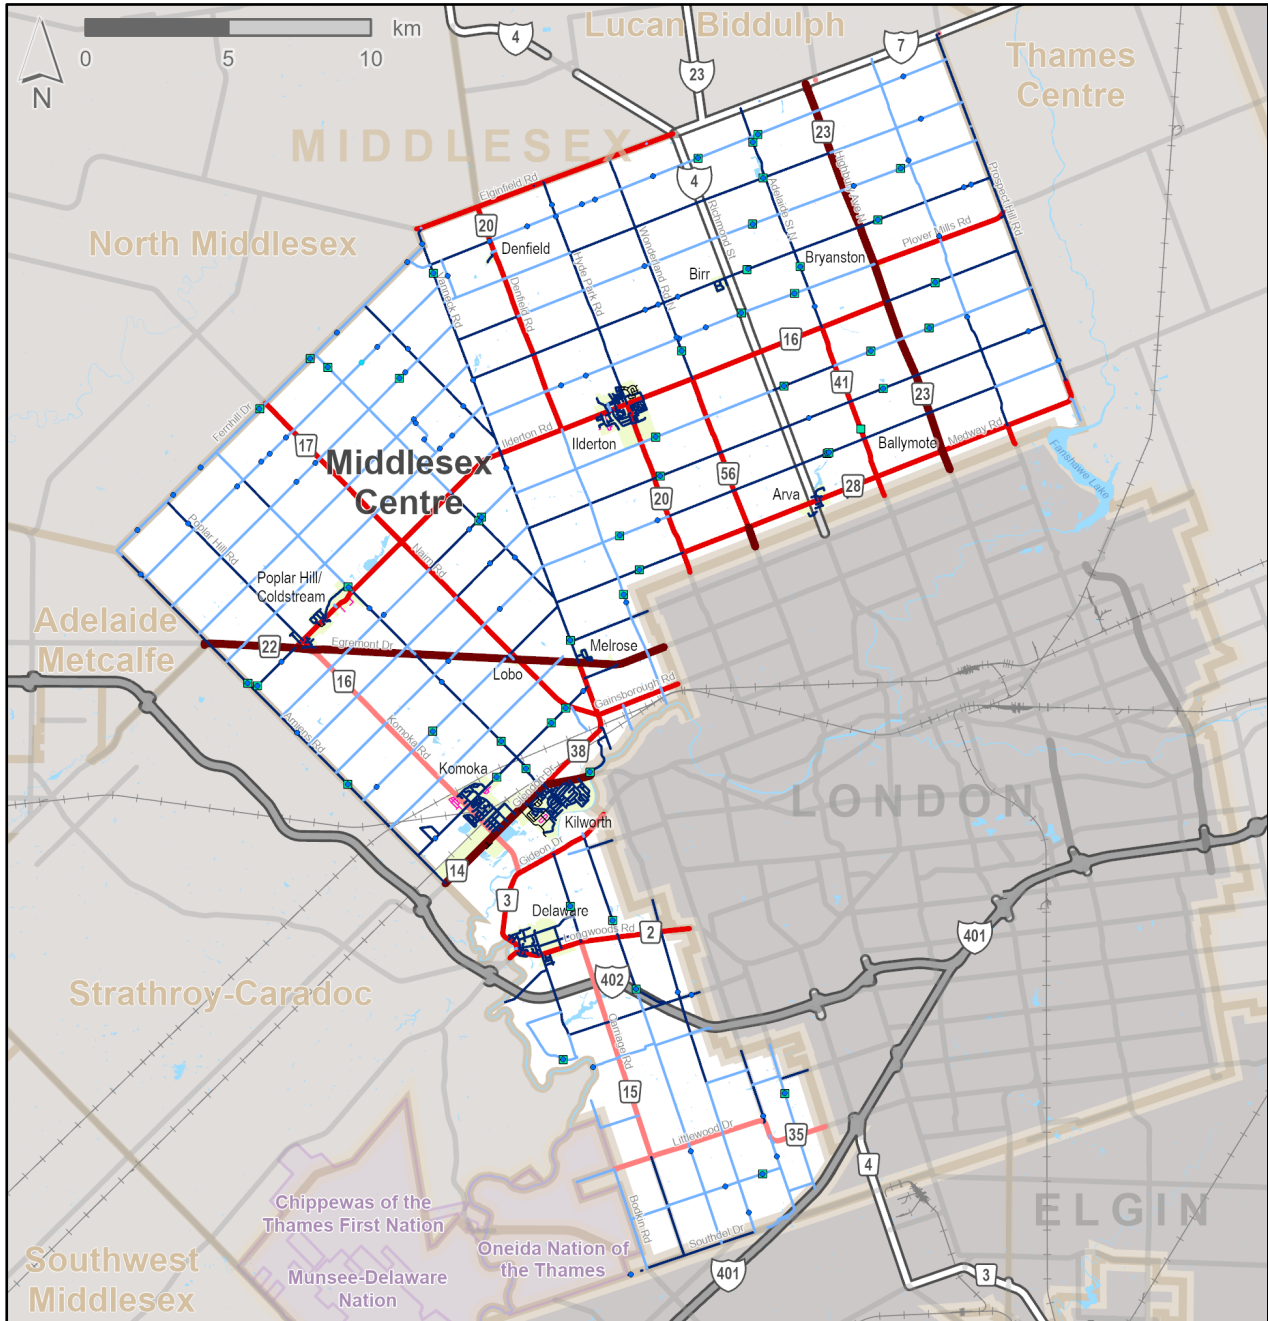 km
0
5
10
N
4
23
7
Lucan Biddulph
Thames
Centre
MIDDLESEX
23
4
Elginfield Rd
20
Denfield
North Middlesex
Richmond St
Adelaide St N
Highbury Ave N
Prospect Hill Rd
Plover Mills Rd
Bryanston
Birr
Wonderland Rd N
Hyde Park Rd
Denfield Rd
Vanneck Rd
16
41
23
Fernhill Dr
17
Ilderton Rd
Ilderton
Middlesex
Centre
Ballymote
Medway Rd
Fanshawe Lake
56
20
28
Arva
Poplar Hill Rd
Nairn Rd
Poplar Hill/
Coldstream
Adelaide
Metcalfe
22
Egremont Dr
Melrose
Lobo
16
Gainsborough Rd
Amiens Rd
Komoka Rd
38
Komoka
Glendon Dr
LONDON
Kilworth
Gideon Dr
14
3
Delaware
Longwoods Rd
2
401
402
Strathroy-Caradoc
Carriage Rd
15
Littlewood Dr
35
4
Chippewas of the
Thames First Nation
Bodkin Rd
Southdel Dr
ELGIN
Oneida Nation of
the Thames
Munsee-Delaware
Nation
Southwest
Middlesex
401
3